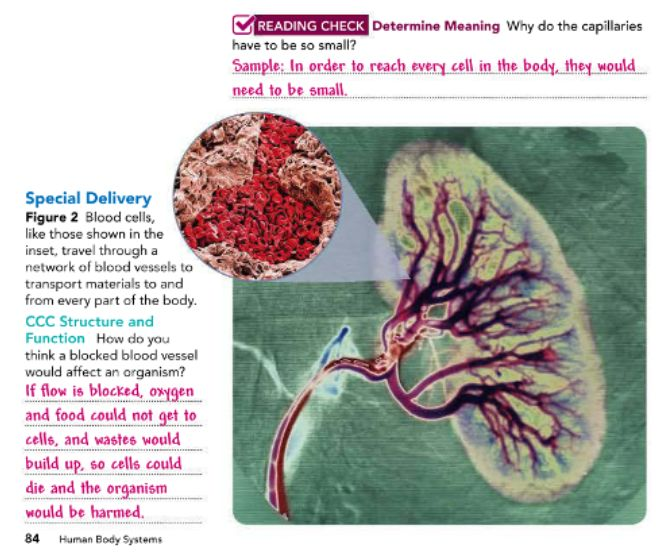 READING CHECK Determine Meaning Why do the capillaries
have to be so small?
Sample: In order to reach every cell in the body, they would
need to be small.
Special Delivery
Figure 2 Blood cells,
like those shown in the
inset, travel through a
network of blood vessels to
transport materials to and
from every part of the body.
CCC Structure and
Function How do you
think a blocked blood vessel
would affect an organism?
If flow is blocked, oxygen
and food could not get to
cells, and wastes would
build up, so cells could
die and the organism
would be harmed.
84 Human Body Systems